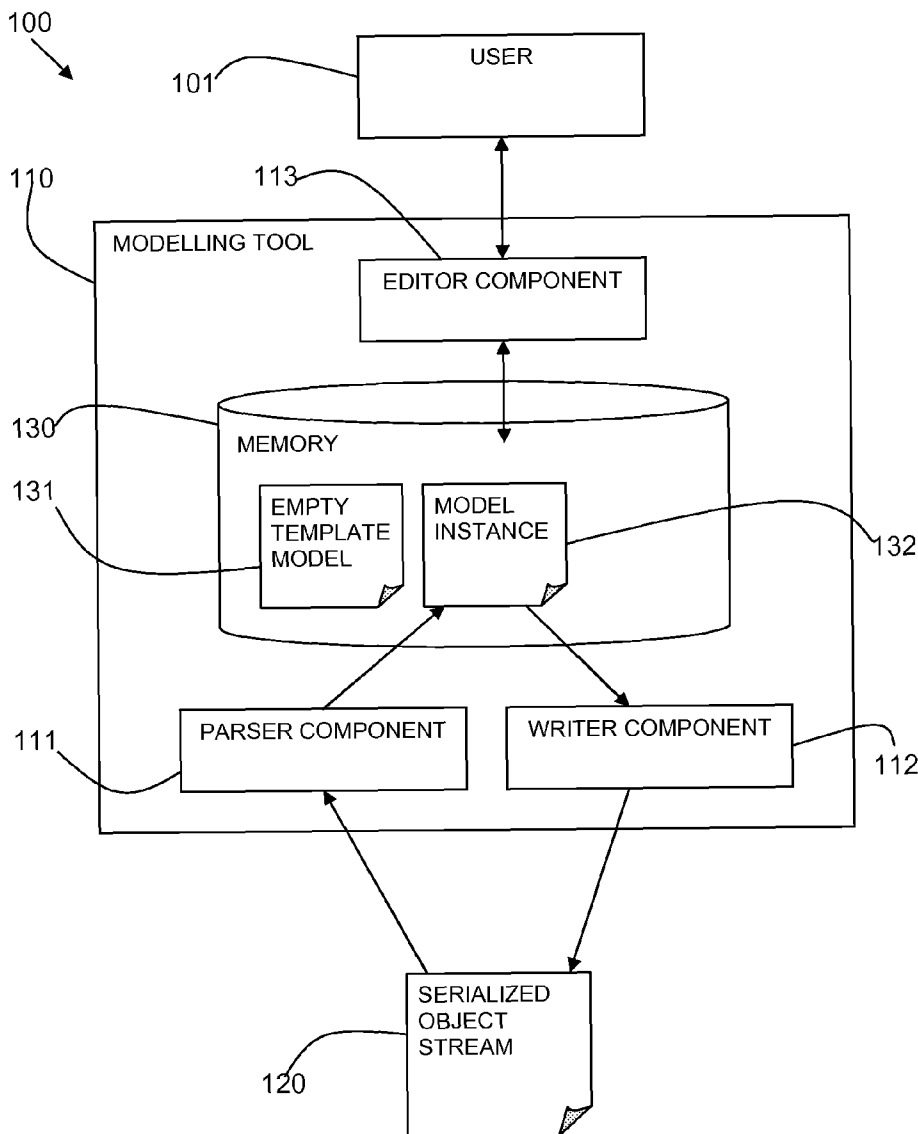 100
USER
101
110
113
MODELLING TOOL
EDITOR COMPONENT
130
MEMORY
131
EMPTY
TEMPLATE
MODEL
MODEL
INSTANCE
132
PARSER COMPONENT
WRITER COMPONENT
111
112
SERIALIZED
OBJECT
STREAM
120